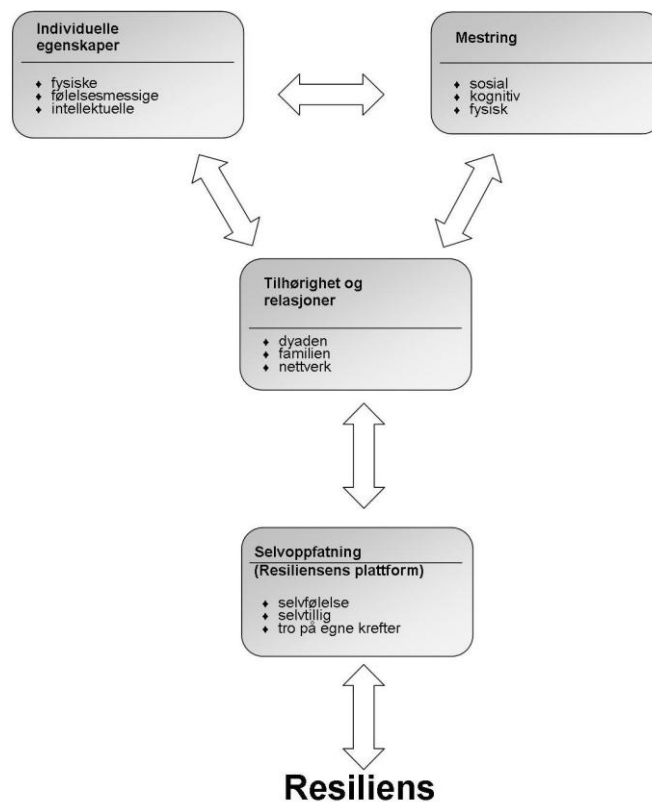 Individuelle
egenskaper
♦ fysiske
♦ følelsesmessige
♦ intellektuelle
Mestring
♦ sosial
♦ kognitiv
♦ fysisk
Tilhørighet og
relasjoner
♦ dyaden
♦ familien
♦ nettverk
Selvoppfatning
(Resiliensens plattform)
♦ selvfølelse
♦ selvtillig
♦ tro på egne krefter
Resiliens